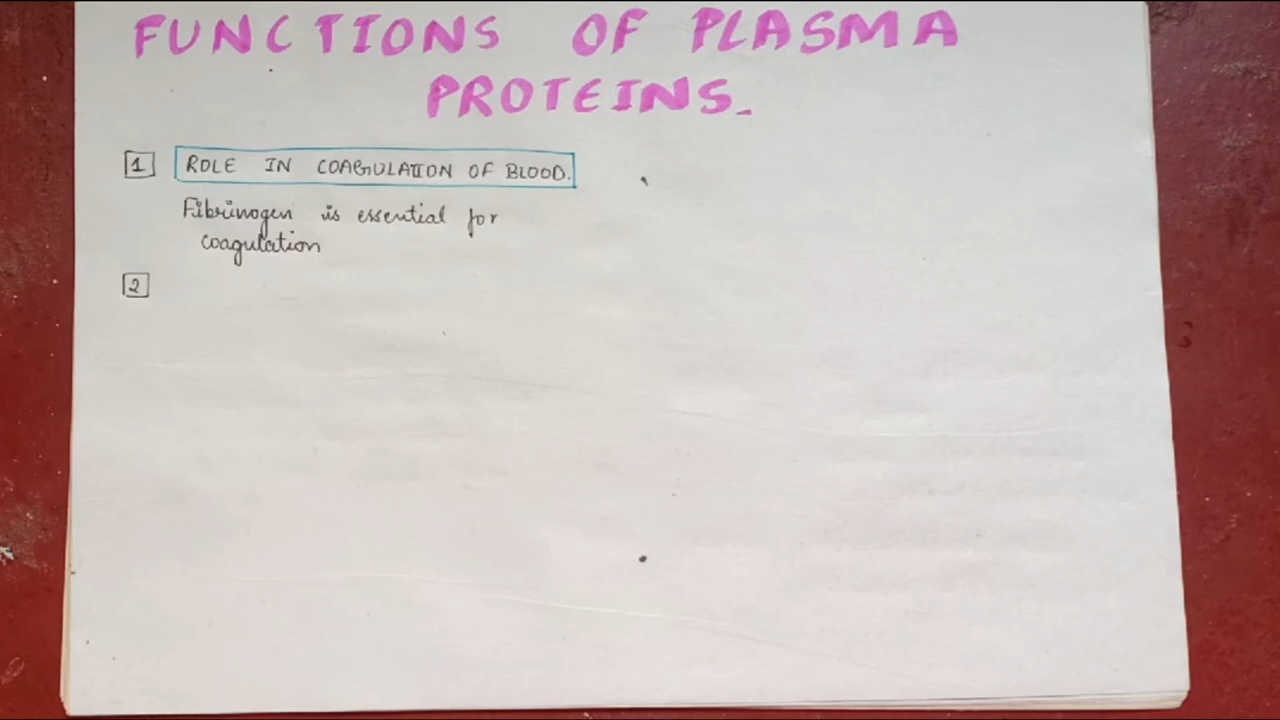 FUNCTIONS OF PLASMA
PROTEINS.
1 ROLE IN COAGULATION OF BLOOD.
Fibrinogen is essential for
coagulation
2